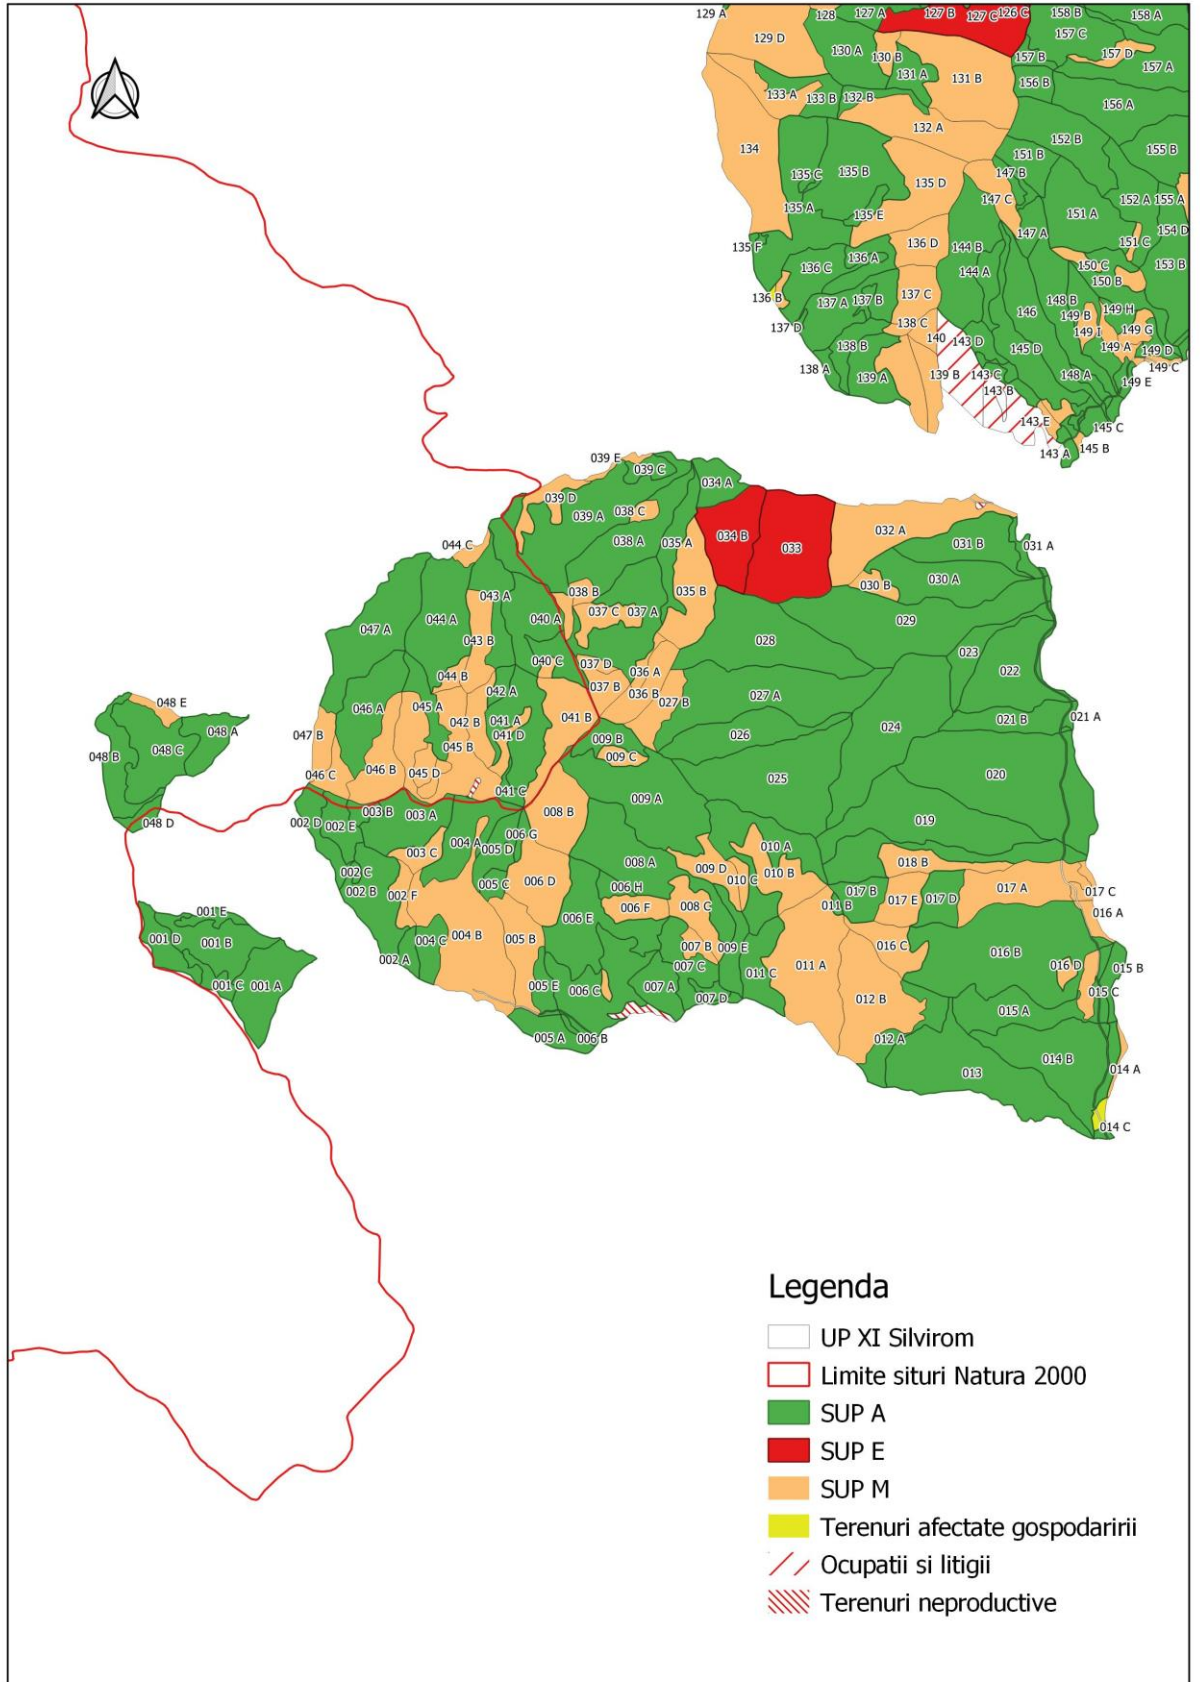 129 A
128
127 A
127 B
127 C
126 C
158 B
158 A
129 D
130 A
130 B
131 A
131 B
157 C
157 B
157 D
157 A
156 B
133 A
133 B
132 B
156 A
132 A
134
152 B
155 B
151 B
135 C
135 B
135 D
147 B
147 C
152 A
155 A
135 A
135 E
151 A
147 A
154 D
135 F
136 D
144 B
151 C
136 C
136 A
144 A
150 C
153 B
150 B
136 B
137 A
137 B
137 C
146
148 B
149 H
149 B
137 D
138 C
149 I
149 G
138 B
140
143 D
145 D
149 A
149 D
138 A
139 A
139 B
143 C
148 A
149 C
149 E
143 B
143 E
145 C
143 A
145 B
039 E
039 C
034 A
039 D
038 C
039 A
032 A
034 B
033
044 C
038 A
035 A
031 B
031 A
030 A
030 B
043 A
038 B
035 B
037 C
037 A
040 A
044 A
029
047 A
043 B
028
023
040 C
037 D
036 A
022
044 B
037 B
042 A
036 B
027 A
027 B
048 E
046 A
045 A
041 B
021 B
021 A
042 B
041 A
024
048 A
047 B
041 D
009 B
026
048 C
045 B
009 C
048 B
046 C
046 B
045 D
025
020
041 C
009 A
048 D
002 D
002 E
003 B
003 A
008 B
019
006 G
004 A
005 D
010 A
003 C
008 A
018 B
002 C
009 D
010 B
010 C
006 D
005 C
006 H
002 B
002 F
017 B
017 A
017 C
017 E
017 D
011 B
006 F
008 C
001 E
006 E
016 A
001 D
001 B
004 C
004 B
005 B
007 B
009 E
016 C
016 B
002 A
007 C
011 C
011 A
016 D
015 B
001 C
001 A
005 E
006 C
007 A
015 C
007 D
012 B
015 A
005 A
006 B
012 A
014 B
013
014 A
014 C
Legenda
UP XI Silvirom
Limite situri Natura 2000
SUP A
SUP E
SUP M
Terenuri afectate gospodaririi
Ocupatii si litigii
Terenuri neproductive